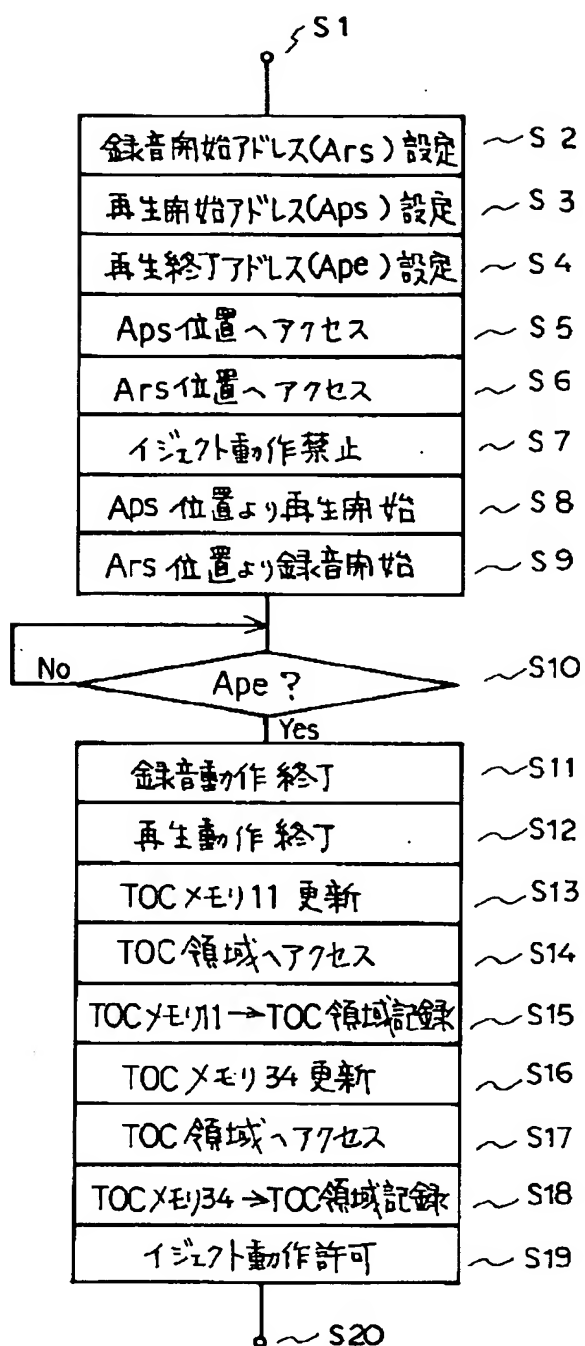 S1
録音開始アドレス(Ars)設定 S2
再生開始アドレス(Aps)設定 S3
再生終了アドレス(Ape)設定 S4
Aps位置へアクセス S5
Ars位置へアクセス S6
イジェクト動作禁止 S7
Aps位置より再生開始 S8
Ars位置より録音開始 S9
No Ape? S10
Yes
録音動作終了 S11
再生動作終了 S12
TOCメモリ11更新 S13
TOC領域へアクセス S14
TOCメモリ11→TOC領域記録 S15
TOCメモリ34更新 S16
TOC領域へアクセス S17
TOCメモリ34→TOC領域記録 S18
イジェクト動作許可 S19
S20